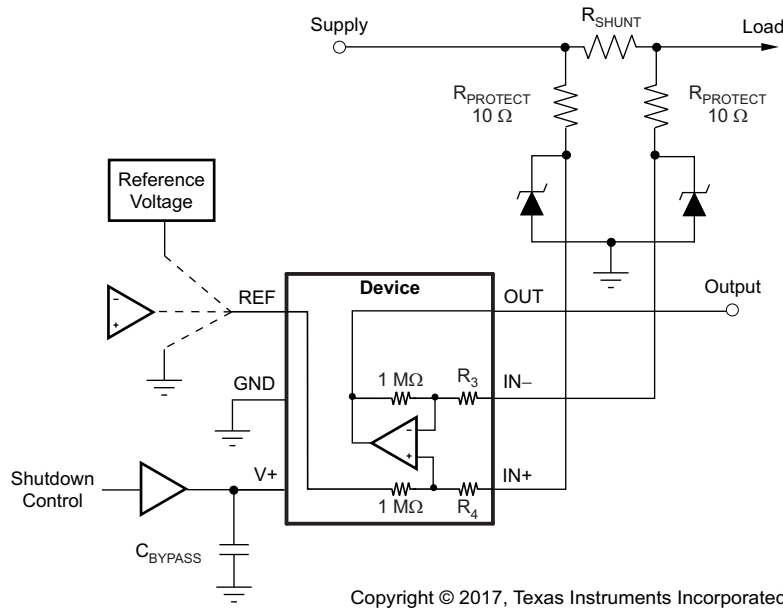 R_SHUNT
Supply
Load
R_PROTECT
10 Ω
R_PROTECT
10 Ω
Reference
Voltage
Device
REF
OUT
Output
-
+
GND
1 MΩ
R_3
IN–
-
+
Shutdown
Control
V+
IN+
1 MΩ
R_4
C_BYPASS
Copyright © 2017, Texas Instruments Incorporated